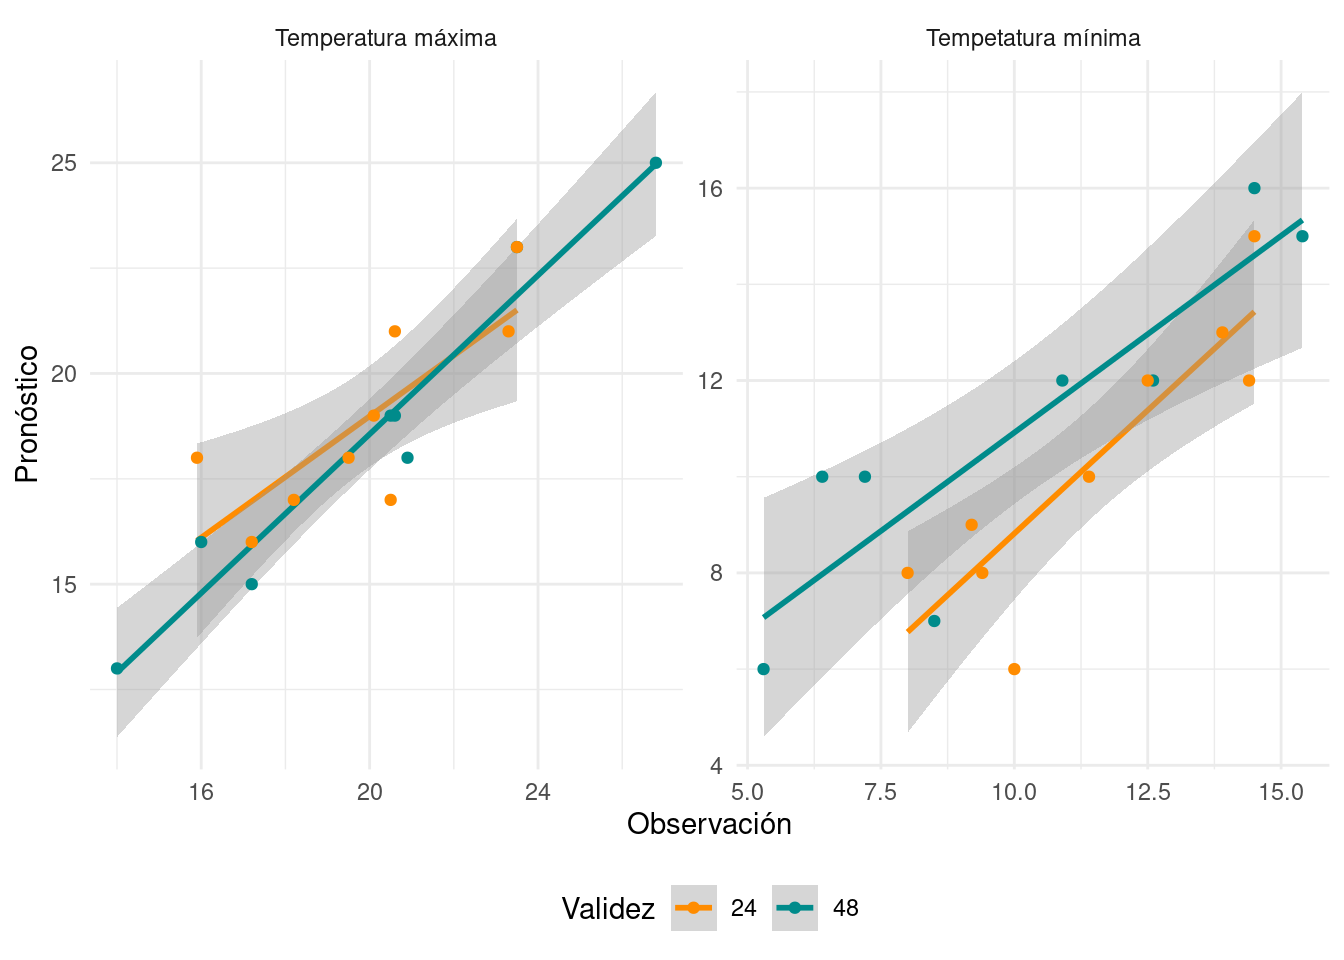 Temperatura máxima
Tempetatura mínima
Pronóstico
25
20
15
16
12
8
4
16 20 24
5.0 7.5 10.0 12.5 15.0
Observación
Validez 24 48